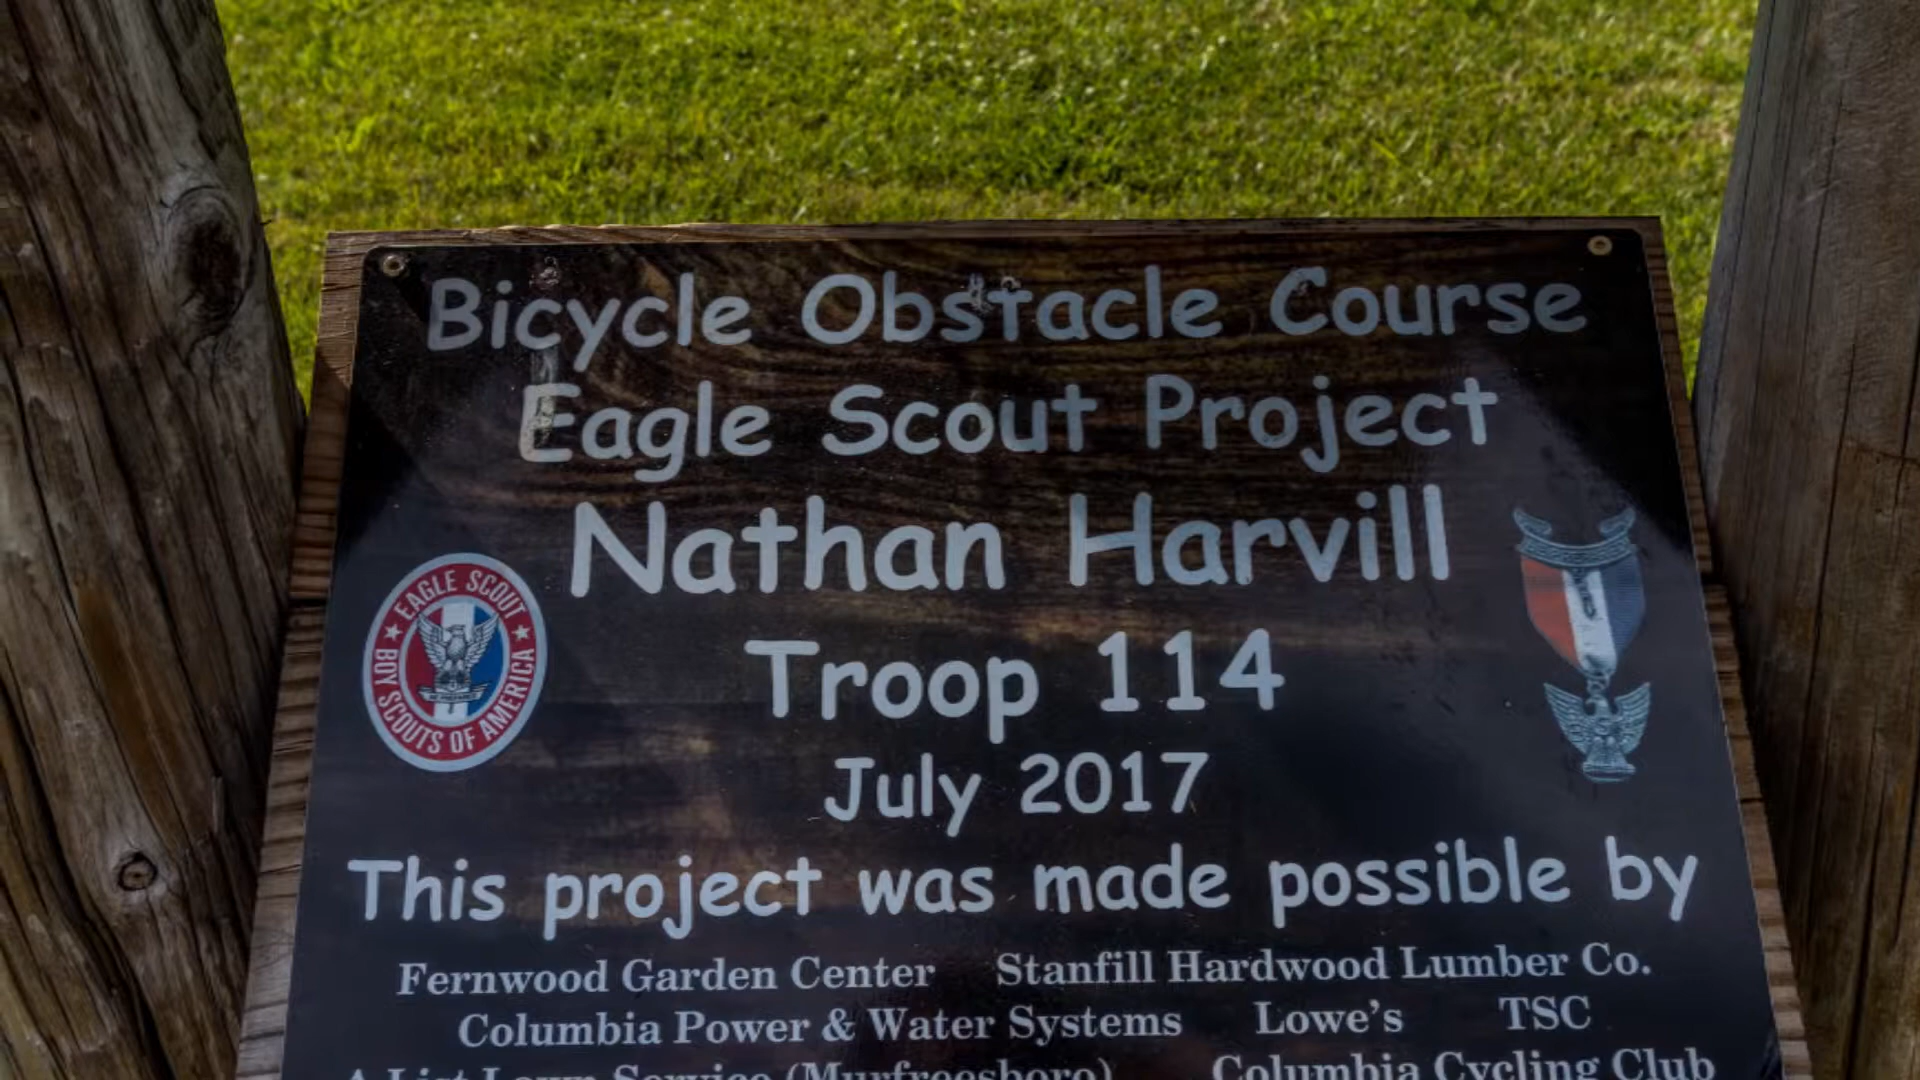 Bicycle Obstacle Course
Eagle Scout Project
Nathan Harvill
EAGLE SCOUT
BOY SCOUTS OF AMERICA
Troop 114
July 2017
This project was made possible by
Fernwood Garden Center Stanfill Hardwood Lumber Co.
Columbia Power & Water Systems Lowe's TSC
A List Lawn Service (Murfreesboro) Columbia Cycling Club